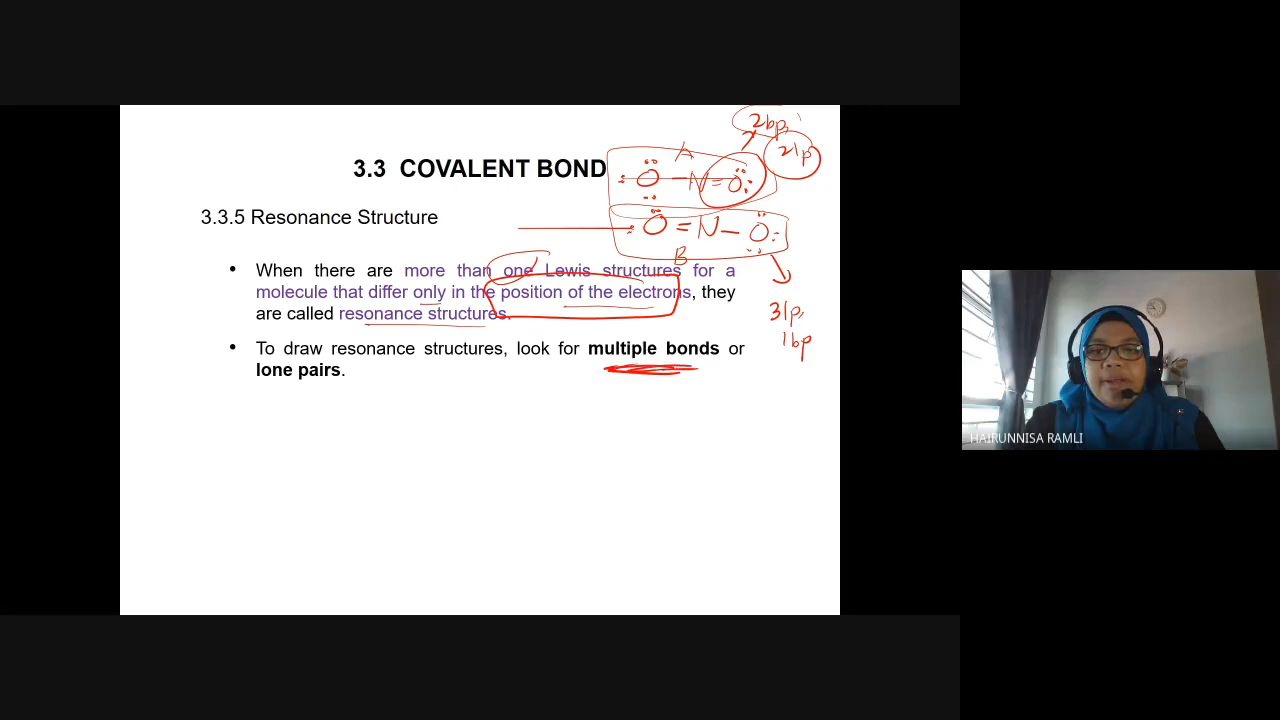 2bp,
2lp
3.3 COVALENT BOND
A
O – N = O
3.3.5 Resonance Structure
O = N – O
B
• When there are more than one Lewis structures for a
molecule that differ only in the position of the electrons, they
are called resonance structures.
3lp,
1bp
• To draw resonance structures, look for multiple bonds or
lone pairs.
HAIRUNNISA RAMLI